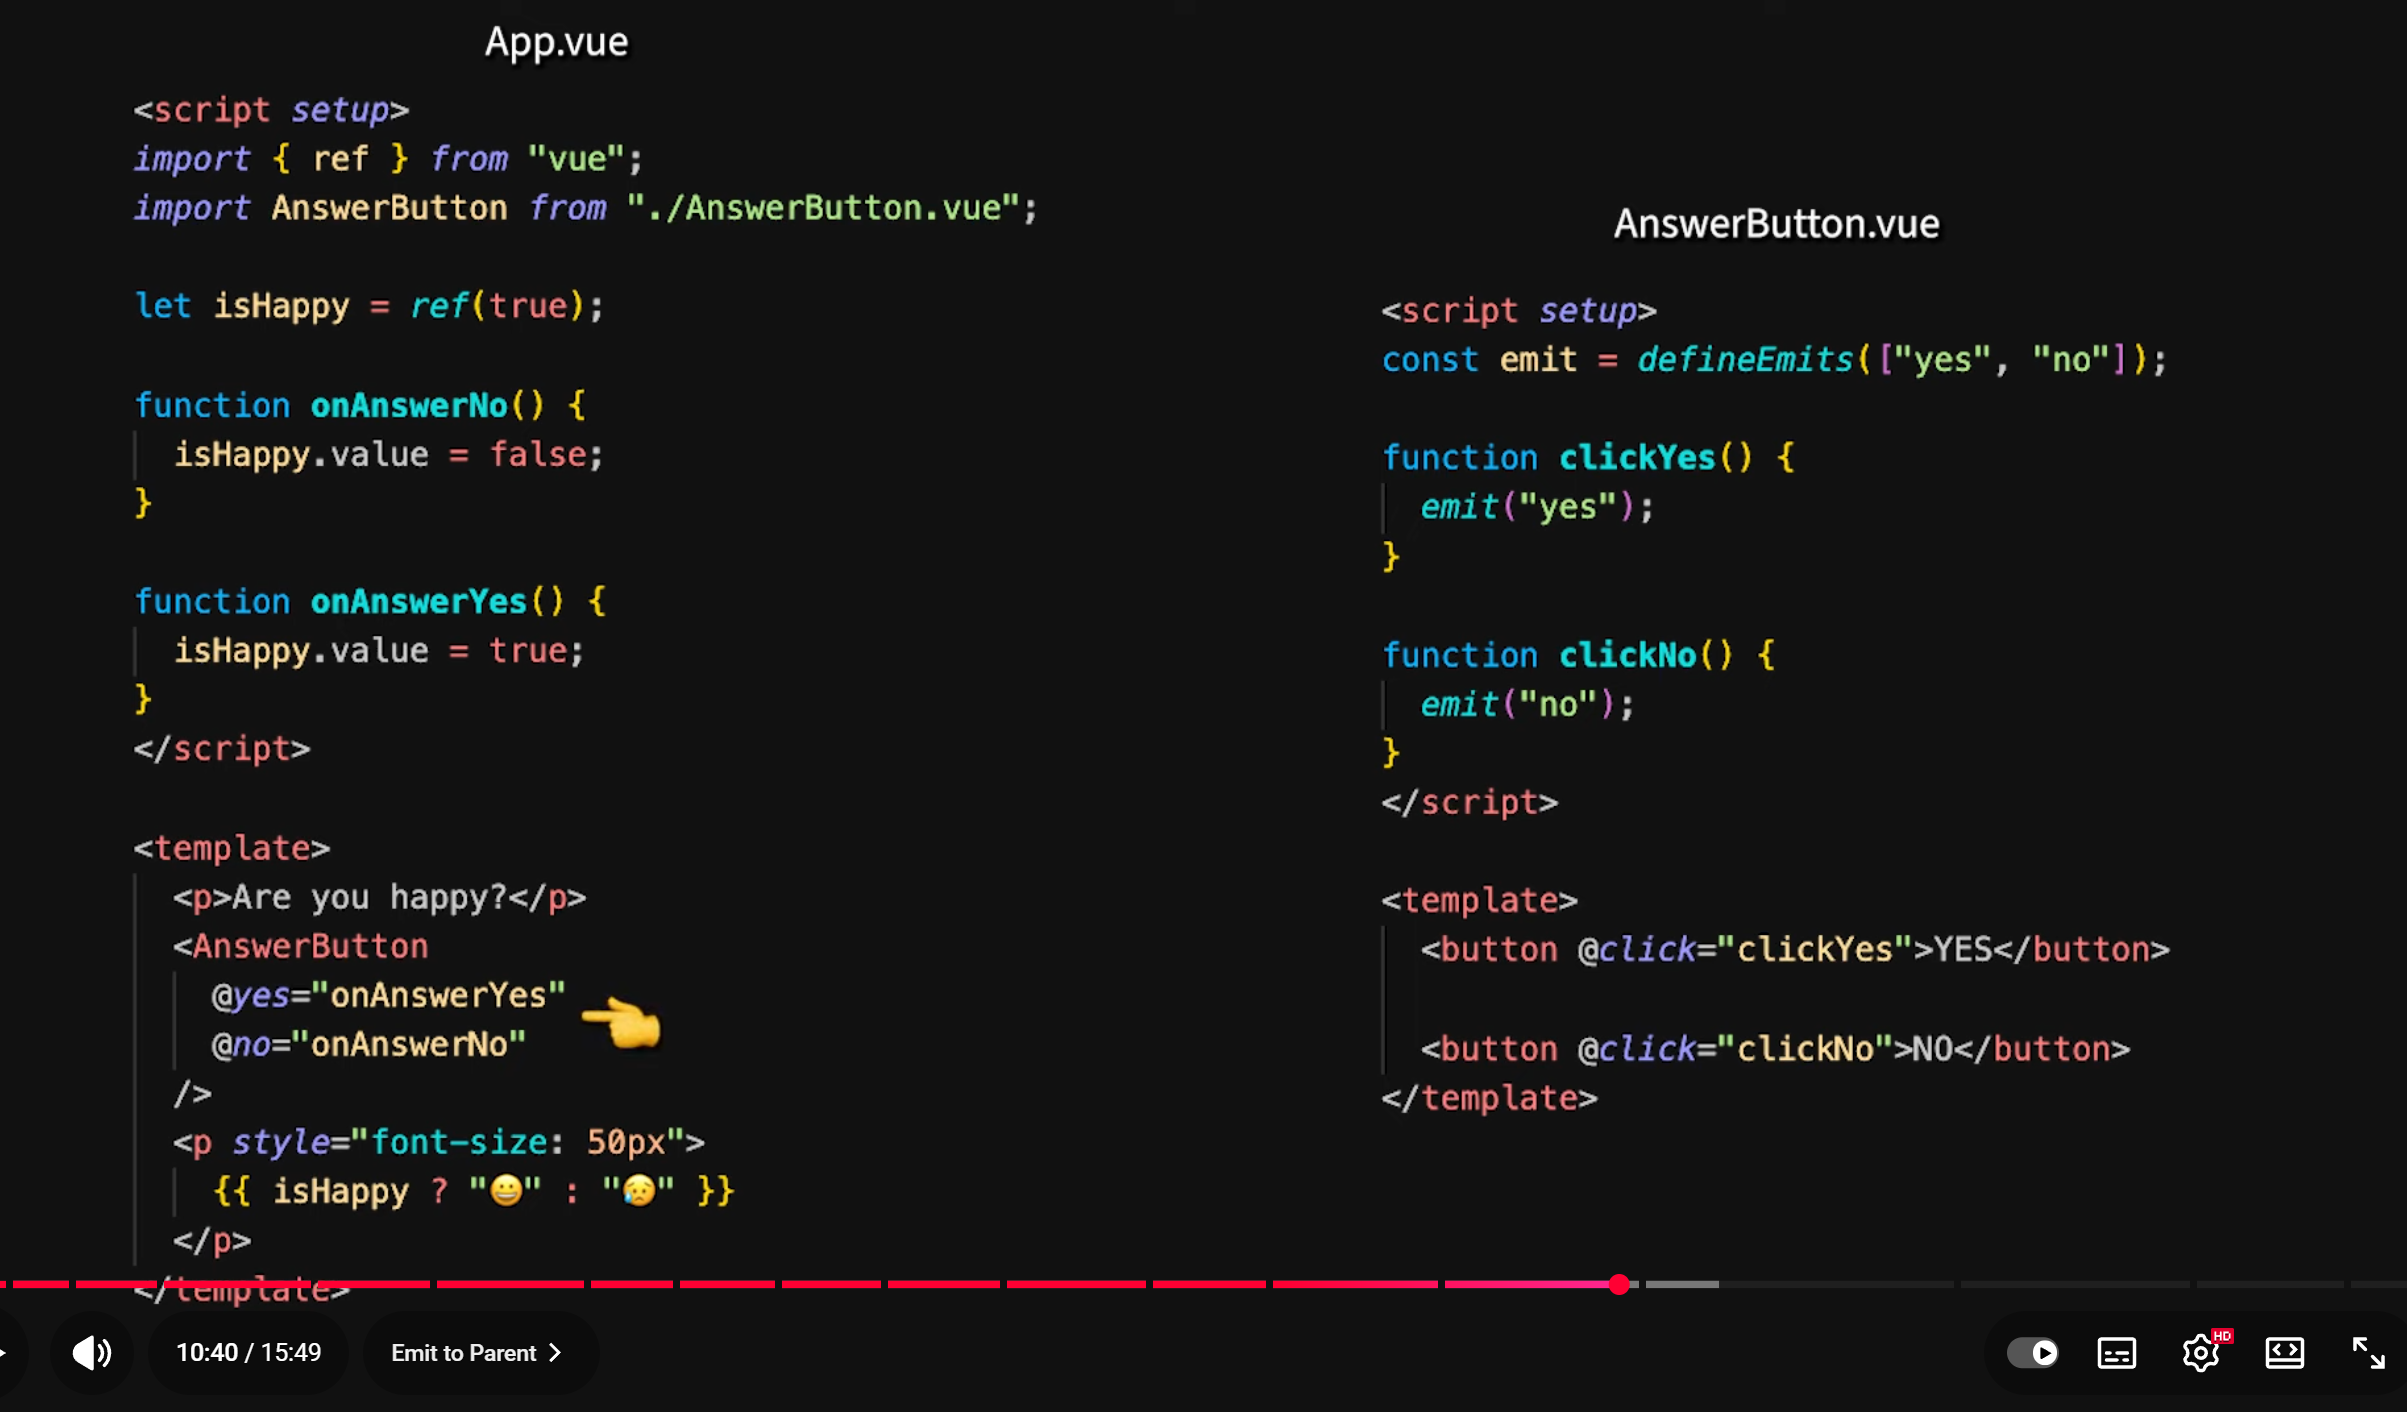 App.vue
<script setup>
import { ref } from "vue";
import AnswerButton from "./AnswerButton.vue";
let isHappy = ref(true);
function onAnswerNo() {
isHappy.value = false;
}
function onAnswerYes() {
isHappy.value = true;
}
</script>
<template>
<p>Are you happy?</p>
<AnswerButton
@yes="onAnswerYes"
@no="onAnswerNo"
/>
<p style="font-size: 50px">
{{ isHappy ? "😀" : "😥" }}
</p>
</template>
AnswerButton.vue
<script setup>
const emit = defineEmits(["yes", "no"]);
function clickYes() {
emit("yes");
}
function clickNo() {
emit("no");
}
</script>
<template>
<button @click="clickYes">YES</button>
<button @click="clickNo">NO</button>
</template>
10:40 / 15:49
Emit to Parent
HD